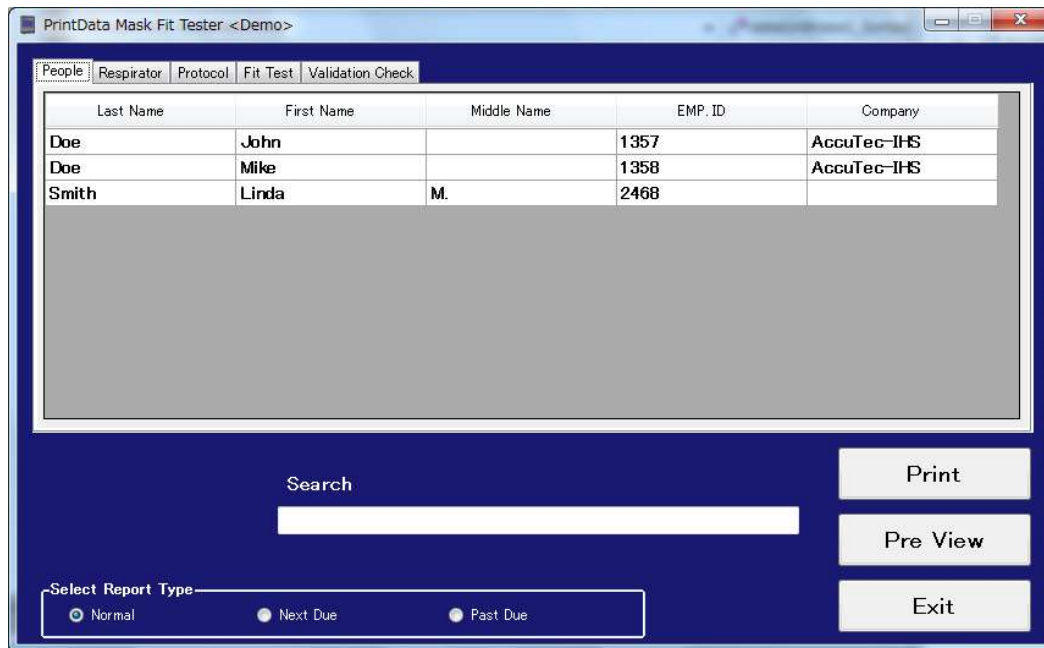 PrintData Mask Fit Tester <Demo>
People Respirator Protocol Fit Test Validation Check
Last Name First Name Middle Name EMP. ID Company
Doe John 1357 AccuTec-IHS
Doe Mike 1358 AccuTec-IHS
Smith Linda M. 2468
Print
Search
Pre View
Select Report Type
Normal Next Due Past Due
Exit